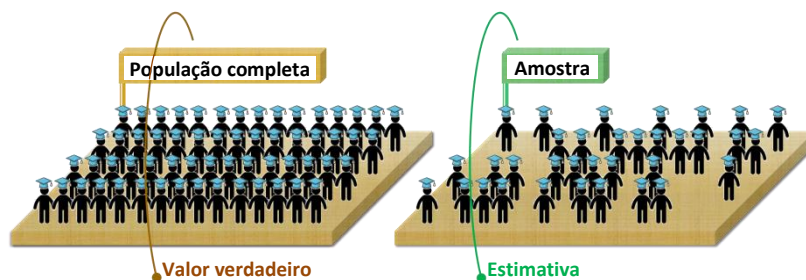 População completa
Amostra
Valor verdadeiro
Estimativa